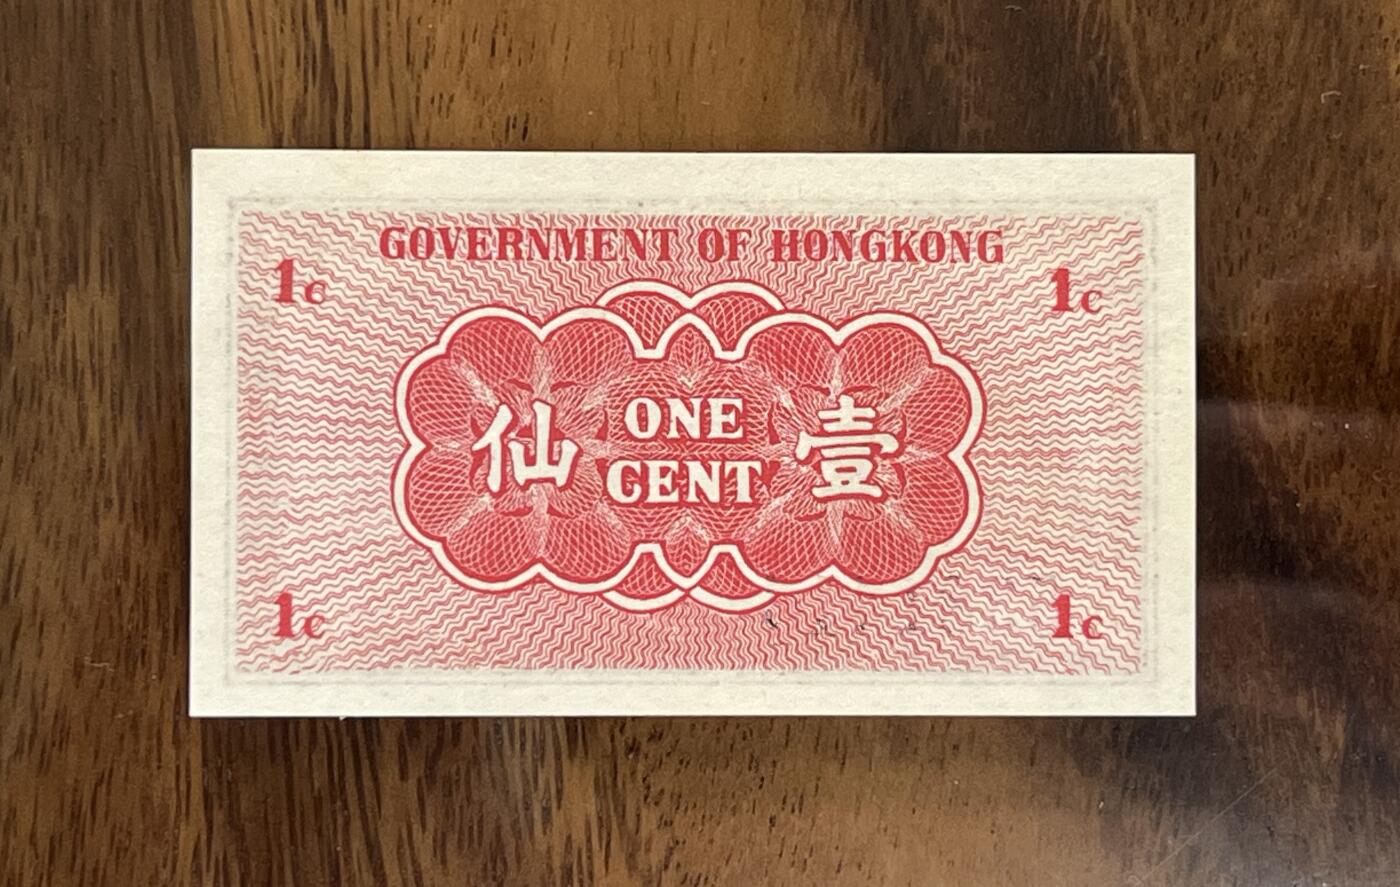 GOVERNMENT OF HONGKONG
1c 1c
仙 ONE CENT 壹
1c 1c